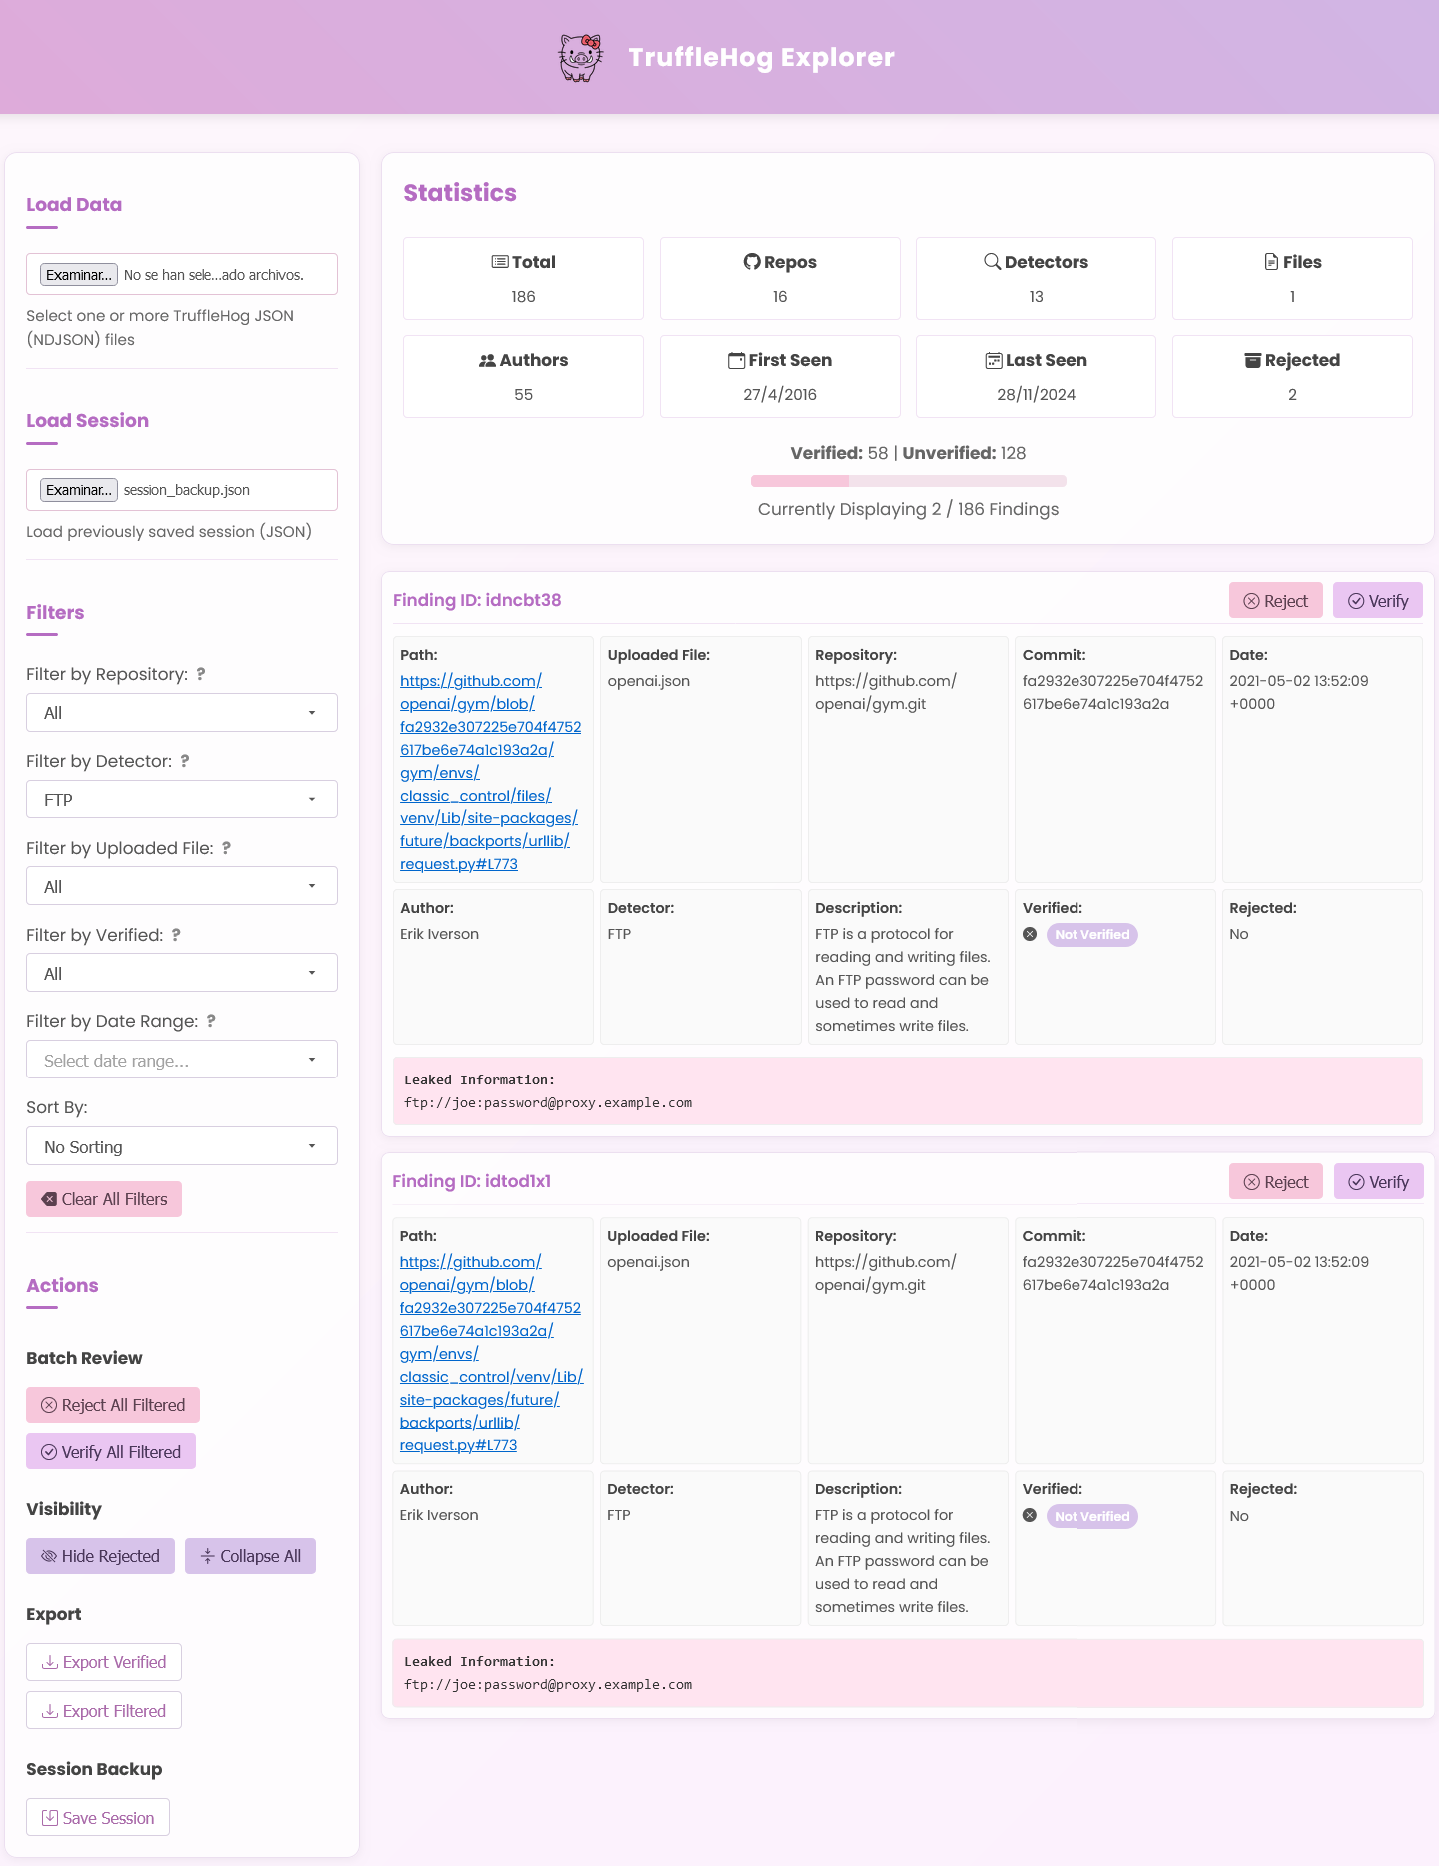 TruffleHog Explorer
Load Data
Examinar... No se han sele...ado archivos.
Select one or more TruffleHog JSON
(NDJSON) files
Load Session
Examinar... session_backup.json
Load previously saved session (JSON)
Filters
Filter by Repository: ?
All
Filter by Detector: ?
FTP
Filter by Uploaded File: ?
All
Filter by Verified: ?
All
Filter by Date Range: ?
Select date range...
Sort By:
No Sorting
Clear All Filters
Actions
Batch Review
Reject All Filtered
Verify All Filtered
Visibility
Hide Rejected Collapse All
Export
Export Verified
Export Filtered
Session Backup
Save Session
Statistics
Total
186
Repos
16
Detectors
13
Files
1
Authors
55
First Seen
27/4/2016
Last Seen
28/11/2024
Rejected
2
Verified: 58 | Unverified: 128
Currently Displaying 2 / 186 Findings
Finding ID: idncbt38
Reject Verify
Path:
https://github.com/
openai/gym/blob/
fa2932e307225e704f4752
617be6e74a1c193a2a/
gym/envs/
classic_control/files/
venv/Lib/site-packages/
future/backports/urllib/
request.py#L773
Uploaded File:
openai.json
Repository:
https://github.com/
openai/gym.git
Commit:
fa2932e307225e704f4752
617be6e74a1c193a2a
Date:
2021-05-02 13:52:09
+0000
Author:
Erik Iverson
Detector:
FTP
Description:
FTP is a protocol for
reading and writing files.
An FTP password can be
used to read and
sometimes write files.
Verified:
Not Verified
Rejected:
No
Leaked Information:
ftp://joe:password@proxy.example.com
Finding ID: idtod1x1
Reject Verify
Path:
https://github.com/
openai/gym/blob/
fa2932e307225e704f4752
617be6e74a1c193a2a/
gym/envs/
classic_control/venv/Lib/
site-packages/future/
backports/urllib/
request.py#L773
Uploaded File:
openai.json
Repository:
https://github.com/
openai/gym.git
Commit:
fa2932e307225e704f4752
617be6e74a1c193a2a
Date:
2021-05-02 13:52:09
+0000
Author:
Erik Iverson
Detector:
FTP
Description:
FTP is a protocol for
reading and writing files.
An FTP password can be
used to read and
sometimes write files.
Verified:
Not Verified
Rejected:
No
Leaked Information:
ftp://joe:password@proxy.example.com